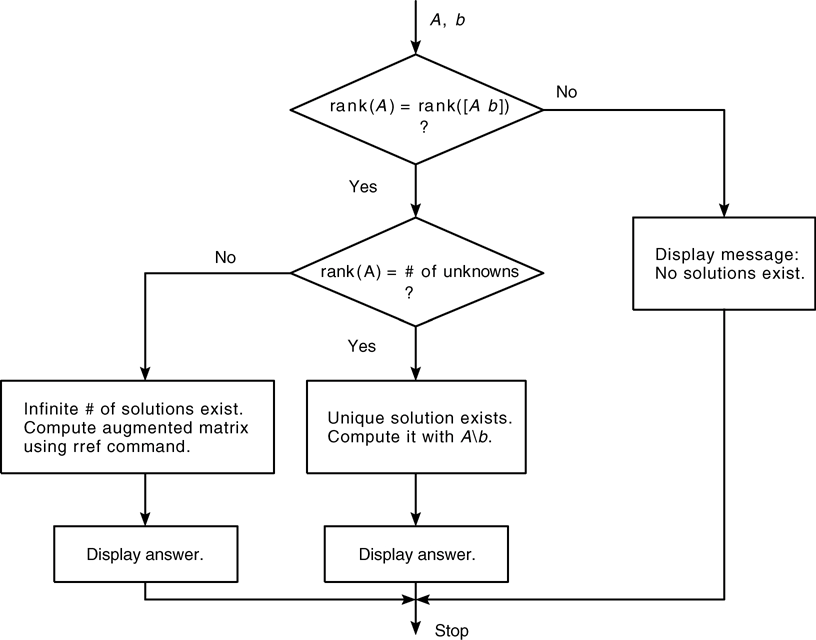 A, b
rank(A) = rank([A b])
?
No
Yes
Display message:
No solutions exist.
No
rank(A) = # of unknowns
?
Yes
Infinite # of solutions exist.
Compute augmented matrix
using rref command.
Unique solution exists.
Compute it with A\b.
Display answer.
Display answer.
Stop